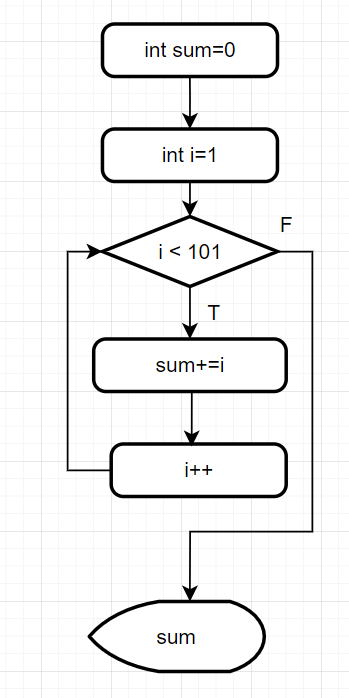 int sum=0
int i=1
F
i < 101
T
sum+=i
i++
sum